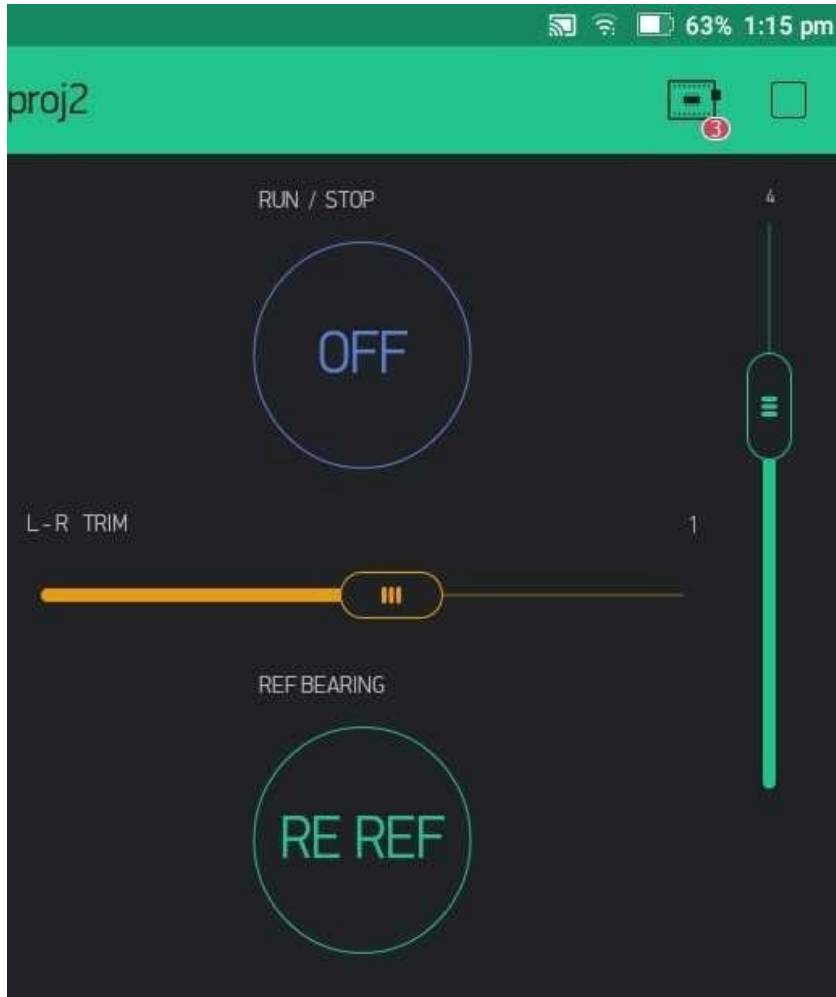 63% 1:15 pm
proj2
3
RUN / STOP
4
OFF
L-R TRIM
1
REF BEARING
RE REF